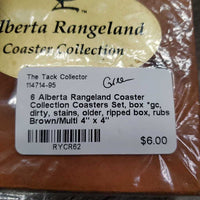 Alberta Rangeland
Coaster Collection
The Tack Collector
114714-95
6 Alberta Rangeland Coaster
Collection Coasters Set, box *gc,
dirty, stains, older, ripped box, rubs
Brown/Multi 4" x 4"
$6.00
RYCR62